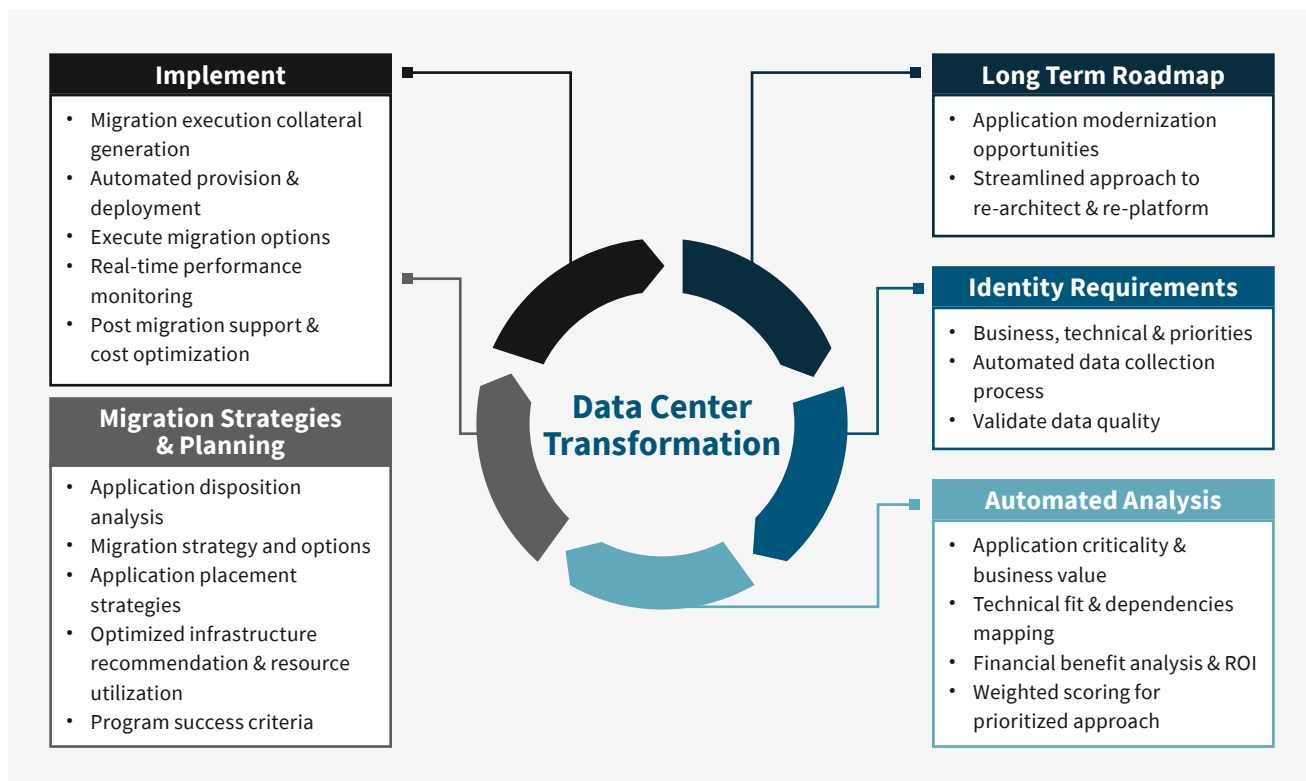 Implement
• Migration execution collateral
generation
• Automated provision &
deployment
• Execute migration options
• Real-time performance
monitoring
• Post migration support &
cost optimization
Migration Strategies
& Planning
• Application disposition
analysis
• Migration strategy and options
• Application placement
strategies
• Optimized infrastructure
recommendation & resource
utilization
• Program success criteria
Data Center
Transformation
Long Term Roadmap
• Application modernization
opportunities
• Streamlined approach to
re-architect & re-platform
Identity Requirements
• Business, technical & priorities
• Automated data collection
process
• Validate data quality
Automated Analysis
• Application criticality &
business value
• Technical fit & dependencies
mapping
• Financial benefit analysis & ROI
• Weighted scoring for
prioritized approach